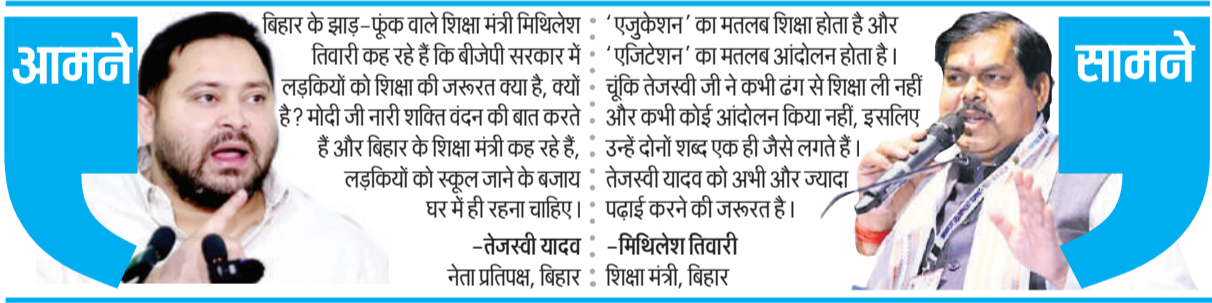 आमने
बिहार के झाड़-फूंक वाले शिक्षा मंत्री मिथिलेश
तिवारी कह रहे हैं कि बीजेपी सरकार में
लड़कियों को शिक्षा की जरूरत क्या है, क्यों
है? मोदी जी नारी शक्ति वंदन की बात करते
हैं और बिहार के शिक्षा मंत्री कह रहे हैं,
लड़कियों को स्कूल जाने के बजाय
घर में ही रहना चाहिए।
-तेजस्वी यादव
नेता प्रतिपक्ष, बिहार
‘एजुकेशन’ का मतलब शिक्षा होता है और
‘एजिटेशन’ का मतलब आंदोलन होता है।
चूंकि तेजस्वी जी ने कभी ढंग से शिक्षा ली नहीं
और कभी कोई आंदोलन किया नहीं, इसलिए
उन्हें दोनों शब्द एक ही जैसे लगते हैं।
तेजस्वी यादव को अभी और ज्यादा
पढ़ाई करने की जरूरत है।
-मिथिलेश तिवारी
शिक्षा मंत्री, बिहार
सामने